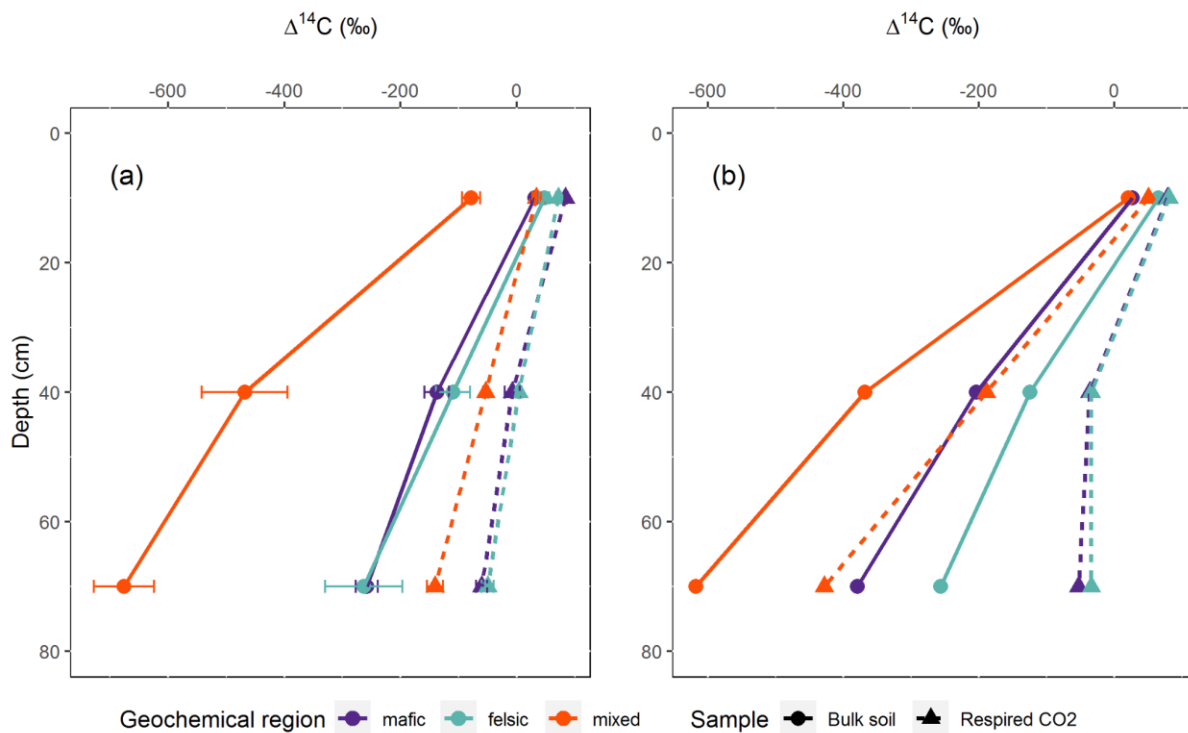 Δ¹⁴C (‰)
-600 -400 -200 0
0
20
40
60
80
Depth (cm)
(a)
Δ¹⁴C (‰)
-600 -400 -200 0
0
20
40
60
80
(b)
Geochemical region mafic felsic mixed Sample Bulk soil Respired CO2